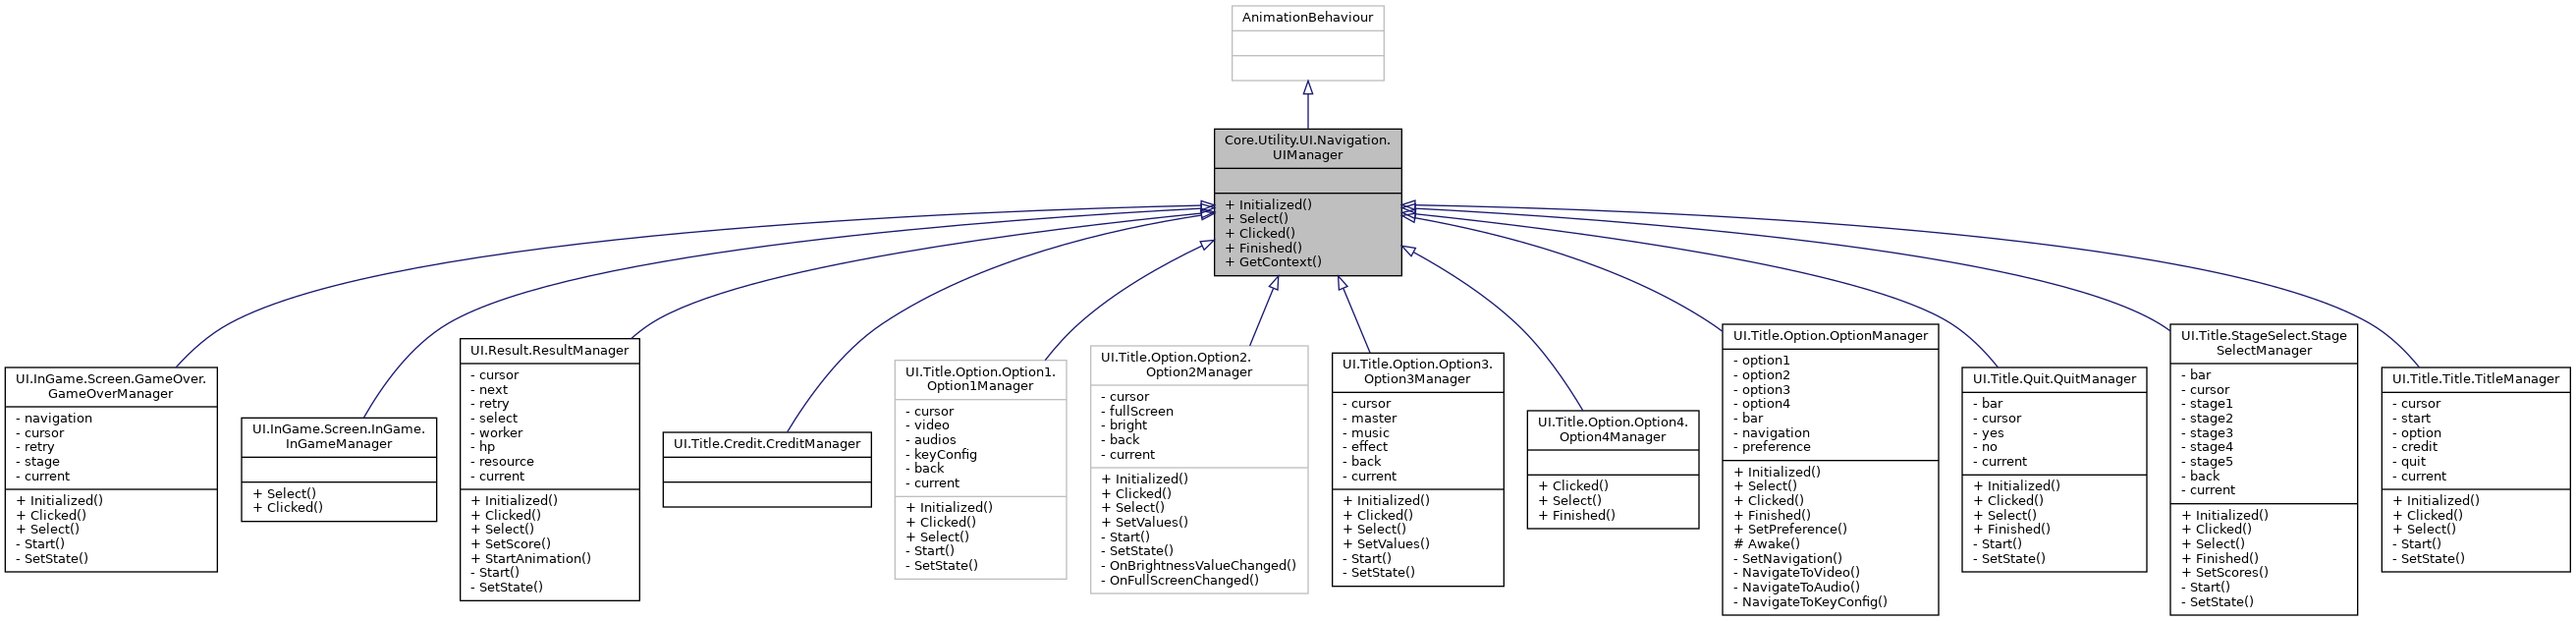 AnimationBehaviour
Core.Utility.UI.Navigation.
UIManager
+ Initialized()
+ Select()
+ Clicked()
+ Finished()
+ GetContext()
UI.InGame.Screen.GameOver.
GameOverManager
- navigation
- cursor
- retry
- stage
- current
+ Initialized()
+ Clicked()
+ Select()
- Start()
- SetState()
UI.InGame.Screen.InGame.
InGameManager
+ Select()
+ Clicked()
UI.Result.ResultManager
- cursor
- next
- retry
- select
- worker
- hp
- resource
- current
+ Initialized()
+ Clicked()
+ Select()
+ SetScore()
+ StartAnimation()
- Start()
- SetState()
UI.Title.Credit.CreditManager
UI.Title.Option.Option1.
Option1Manager
- cursor
- video
- audios
- keyConfig
- back
- current
+ Initialized()
+ Clicked()
+ Select()
- Start()
- SetState()
UI.Title.Option.Option2.
Option2Manager
- cursor
- fullScreen
- bright
- back
- current
+ Initialized()
+ Clicked()
+ Select()
+ SetValues()
- Start()
- SetState()
- OnBrightnessValueChanged()
- OnFullScreenChanged()
UI.Title.Option.Option3.
Option3Manager
- cursor
- master
- music
- effect
- back
- current
+ Initialized()
+ Clicked()
+ Select()
+ SetValues()
- Start()
- SetState()
UI.Title.Option.Option4.
Option4Manager
+ Clicked()
+ Select()
+ Finished()
UI.Title.Option.OptionManager
- option1
- option2
- option3
- option4
- bar
- navigation
- preference
+ Initialized()
+ Select()
+ Clicked()
+ Finished()
+ SetPreference()
# Awake()
- SetNavigation()
- NavigateToVideo()
- NavigateToAudio()
- NavigateToKeyConfig()
UI.Title.Quit.QuitManager
- bar
- cursor
- yes
- no
- current
+ Initialized()
+ Clicked()
+ Select()
+ Finished()
- Start()
- SetState()
UI.Title.StageSelect.Stage
SelectManager
- bar
- cursor
- stage1
- stage2
- stage3
- stage4
- stage5
- back
- current
+ Initialized()
+ Clicked()
+ Select()
+ Finished()
+ SetScores()
- Start()
- SetState()
UI.Title.Title.TitleManager
- cursor
- start
- option
- credit
- quit
- current
+ Initialized()
+ Clicked()
+ Select()
- Start()
- SetState()